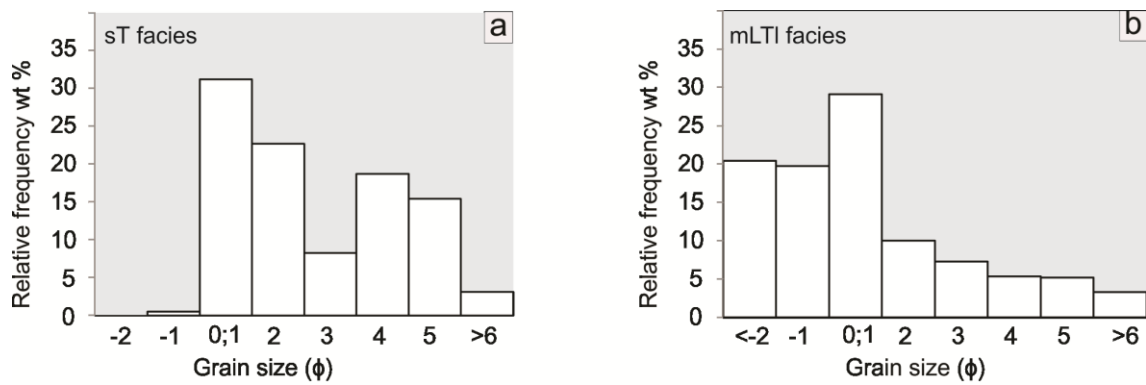 a
sT facies
Relative frequency wt %
35
30
25
20
15
10
5
0
-2 -1 0;1 2 3 4 5 >6
Grain size (ϕ)
b
mLTl facies
Relative frequency wt %
35
30
25
20
15
10
5
0
<-2 -1 0;1 2 3 4 5 >6
Grain size (ϕ)